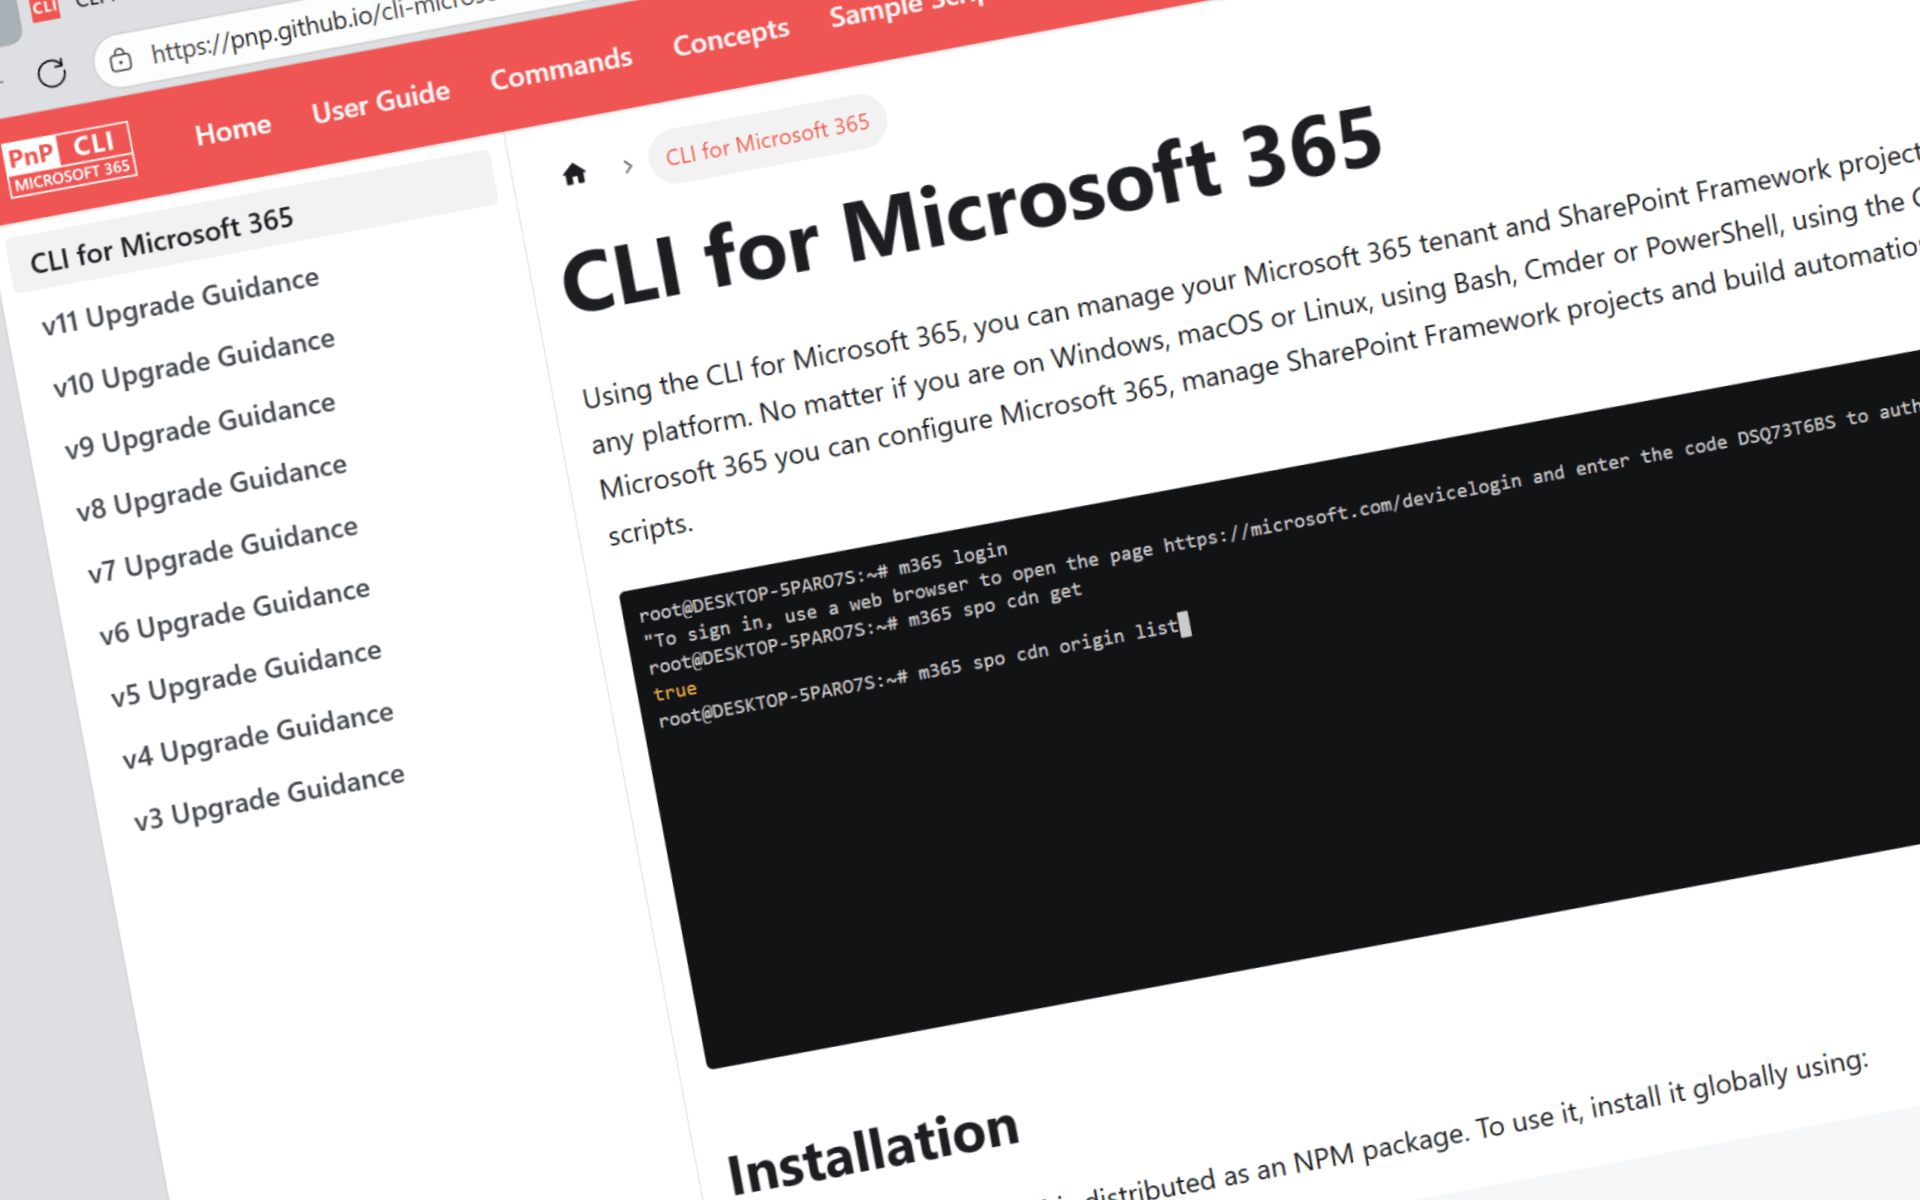 CLI
https://pnp.github.io/cli-micros
Home
User Guide
Commands
Concepts
Sample
PnP CLI
MICROSOFT 365
CLI for Microsoft 365
v11 Upgrade Guidance
v10 Upgrade Guidance
v9 Upgrade Guidance
v8 Upgrade Guidance
v7 Upgrade Guidance
v6 Upgrade Guidance
v5 Upgrade Guidance
v4 Upgrade Guidance
v3 Upgrade Guidance
CLI for Microsoft 365
CLI for Microsoft 365
Using the CLI for Microsoft 365, you can manage your Microsoft 365 tenant and SharePoint Framework project
any platform. No matter if you are on Windows, macOS or Linux, using Bash, Cmder or PowerShell, using the C
Microsoft 365 you can configure Microsoft 365, manage SharePoint Framework projects and build automatio
scripts.
root@DESKTOP-5PARO7S:~# m365 login
"To sign in, use a web browser to open the page https://microsoft.com/devicelogin and enter the code DSQ73T6BS to auth
root@DESKTOP-5PARO7S:~# m365 spo cdn get
true
root@DESKTOP-5PARO7S:~# m365 spo cdn origin list
Installation
distributed as an NPM package. To use it, install it globally using: